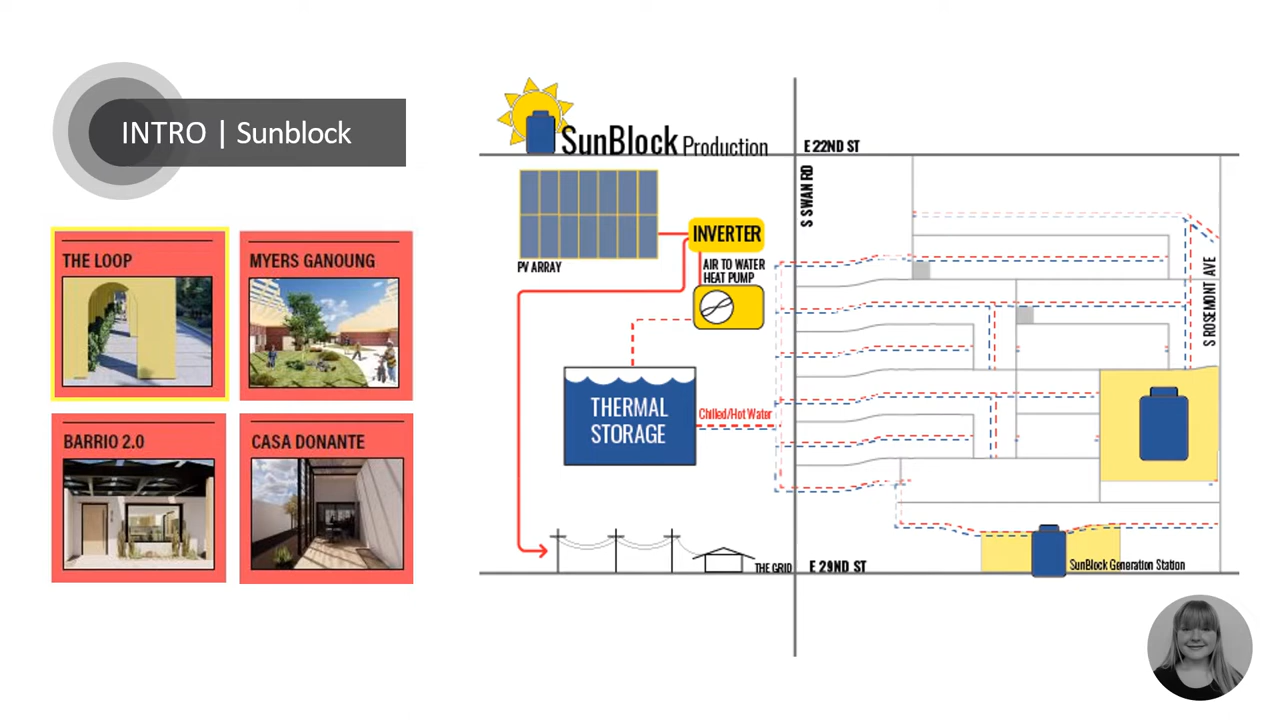 INTRO | Sunblock
THE LOOP
MYERS GANOUNG
BARRIO 2.0
CASA DONANTE
SunBlock Production
PV ARRAY
INVERTER
AIR TO WATER
HEAT PUMP
THERMAL
STORAGE
Chilled/Hot Water
THE GRID
E 22ND ST
S SWAN RD
S ROSEMONT AVE
E 29ND ST
SunBlock Generation Station